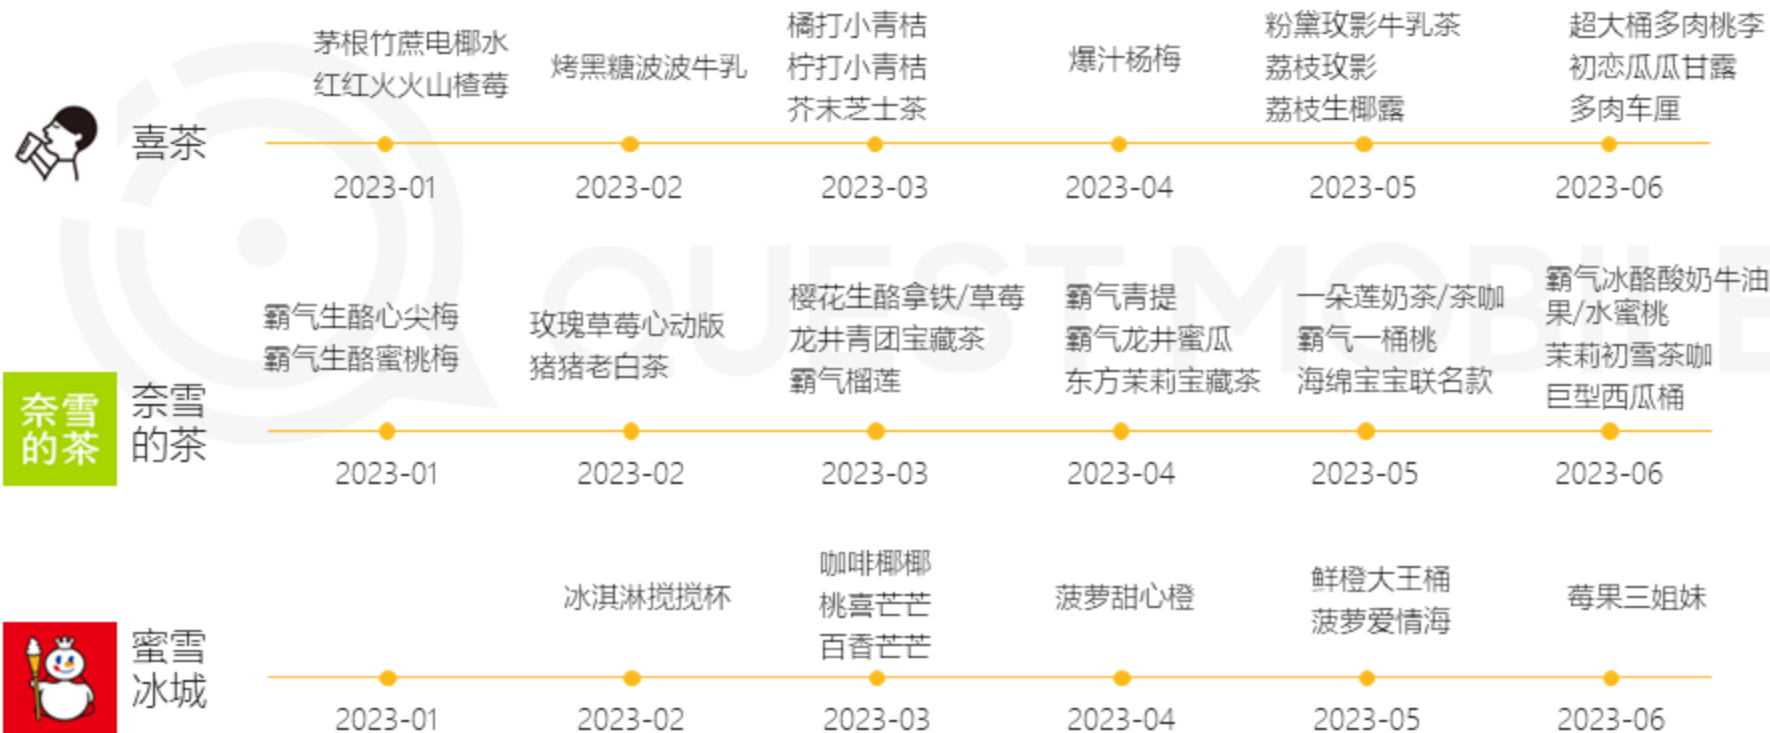 茅根竹蔗电椰水
红红火火山楂莓
烤黑糖波波牛乳
橘打小青桔
柠打小青桔
芥末芝士茶
爆汁杨梅
粉黛玫影牛乳茶
荔枝玫影
荔枝生椰露
超大桶多肉桃李
初恋瓜瓜甘露
多肉车厘
喜茶
2023-01
2023-02
2023-03
2023-04
2023-05
2023-06
QUEST MOBILE
霸气生酪心尖梅
霸气生酪蜜桃梅
玫瑰草莓心动版
猪猪老白茶
樱花生酪拿铁/草莓
龙井青团宝藏茶
霸气榴莲
霸气青提
霸气龙井蜜瓜
东方茉莉宝藏茶
一朵莲奶茶/茶咖
霸气一桶桃
海绵宝宝联名款
霸气冰酪酸奶牛油
果/水蜜桃
茉莉初雪茶咖
巨型西瓜桶
奈雪
的茶
奈雪
的茶
2023-01
2023-02
2023-03
2023-04
2023-05
2023-06
冰淇淋搅搅杯
咖啡椰椰
桃喜芒芒
百香芒芒
菠萝甜心橙
鲜橙大王桶
菠萝爱情海
莓果三姐妹
蜜雪
冰城
2023-01
2023-02
2023-03
2023-04
2023-05
2023-06